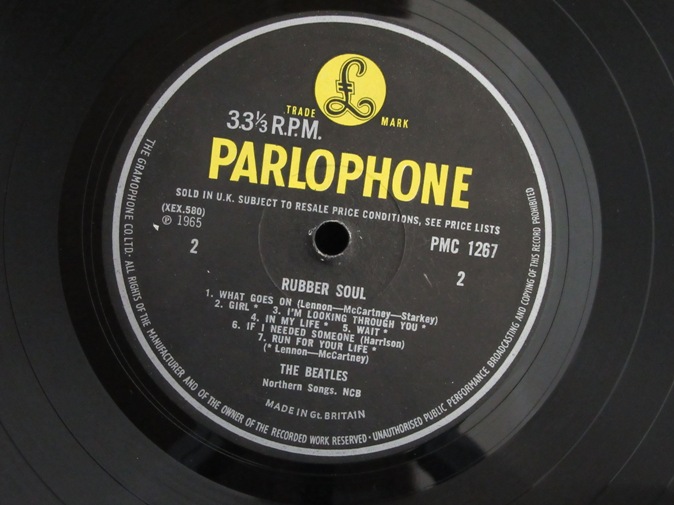 £
TRADE MARK
33⅓ R.P.M.
PARLOPHONE
SOLD IN U.K. SUBJECT TO RESALE PRICE CONDITIONS, SEE PRICE LISTS
(XEX.580)
℗ 1965
PMC 1267
2
2
RUBBER SOUL
1. WHAT GOES ON (Lennon—McCartney—Starkey)
2. GIRL * 3. I'M LOOKING THROUGH YOU *
4. IN MY LIFE * 5. WAIT *
6. IF I NEEDED SOMEONE (Harrison)
7. RUN FOR YOUR LIFE *
(* Lennon—McCartney)
THE BEATLES
Northern Songs. NCB
MADE IN Gt. BRITAIN
THE GRAMOPHONE CO. LTD. · ALL RIGHTS OF THE MANUFACTURER AND OF THE OWNER OF THE RECORDED WORK RESERVED · UNAUTHORISED PUBLIC PERFORMANCE BROADCASTING AND COPYING OF THIS RECORD PROHIBITED